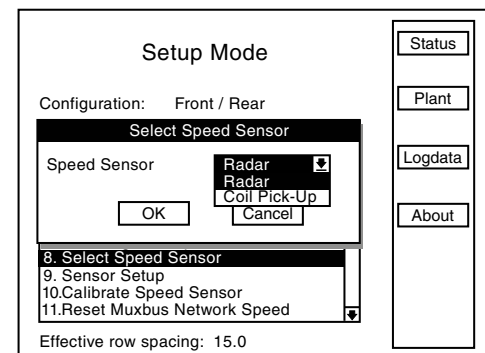 Setup Mode
Configuration: Front / Rear
Select Speed Sensor
Speed Sensor Radar
Radar
Coil Pick-Up
OK Cancel
8. Select Speed Sensor
9. Sensor Setup
10.Calibrate Speed Sensor
11.Reset Muxbus Network Speed
Effective row spacing: 15.0
Status
Plant
Logdata
About